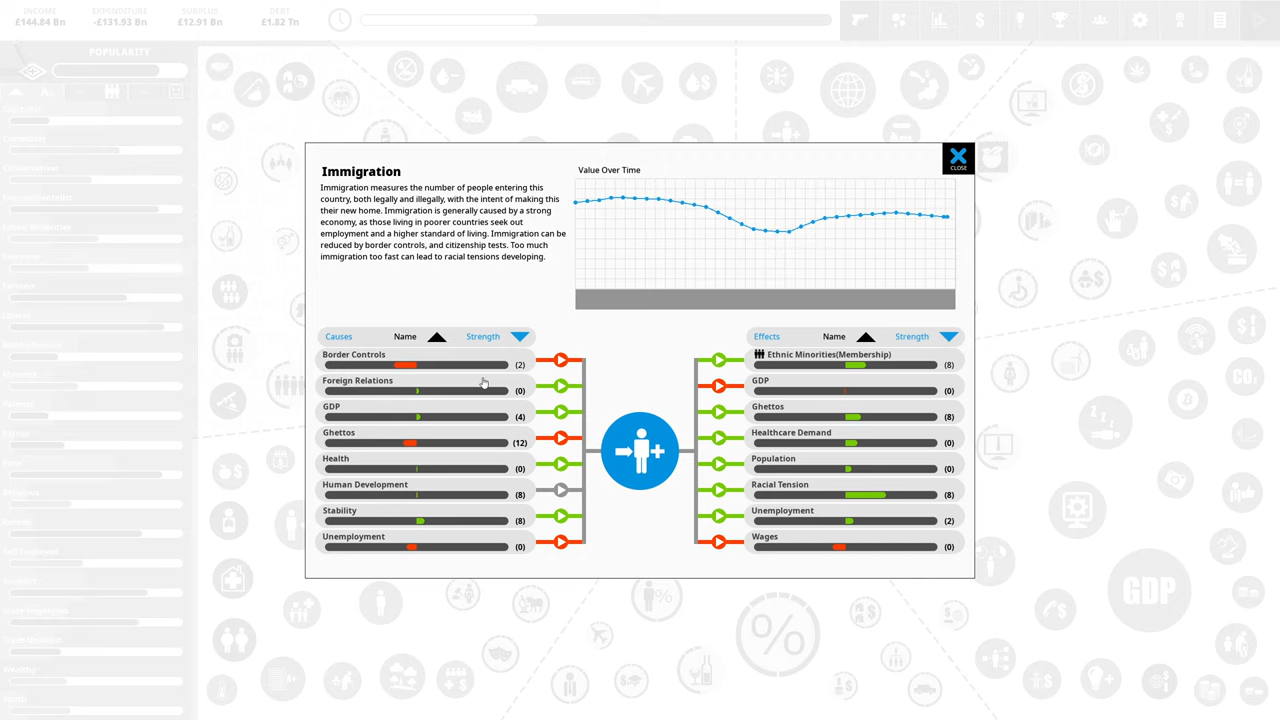 INCOME
£144.84 Bn
EXPENDITURE
-£131.93 Bn
SURPLUS
£12.91 Bn
DEBT
£1.82 Tn
POPULARITY
Immigration
Immigration measures the number of people entering this
country, both legally and illegally, with the intent of making this
their new home. Immigration is generally caused by a strong
economy, as those living in poorer countries seek out
employment and a higher standard of living. Immigration can be
reduced by border controls, and citizenship tests. Too much
immigration too fast can lead to racial tensions developing.
Value Over Time
CLOSE
Causes Name Strength
Border Controls
(2)
Foreign Relations
(0)
GDP
(4)
Ghettos
(12)
Health
(0)
Human Development
(8)
Stability
(8)
Unemployment
(0)
Effects Name Strength
Ethnic Minorities(Membership)
(8)
GDP
(0)
Ghettos
(8)
Healthcare Demand
(0)
Population
(0)
Racial Tension
(8)
Unemployment
(2)
Wages
(0)
GDP